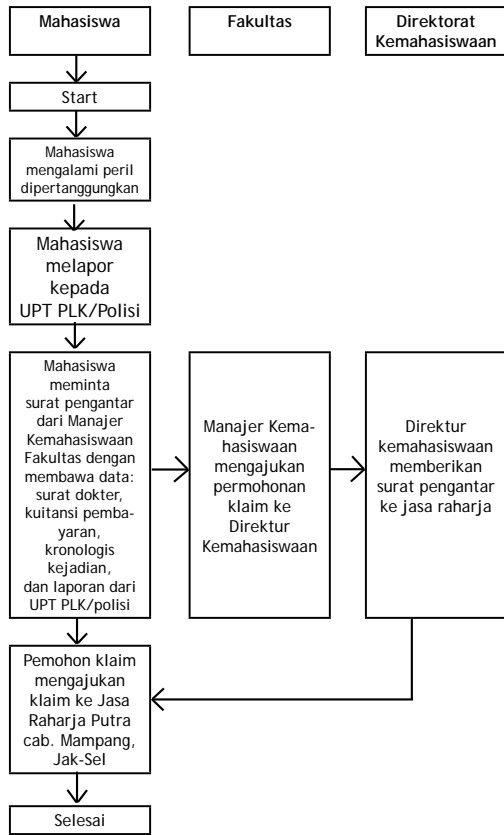 Mahasiswa
Fakultas
Direktorat
Kemahasiswaan
Start
Mahasiswa
mengalami peril
dipertanggungkan
Mahasiswa
melapor
kepada
UPT PLK/Polisi
Mahasiswa
meminta
surat pengantar
dari Manajer
Kemahasiswaan
Fakultas dengan
membawa data:
surat dokter,
kuitansi pemba-
yaran,
kronologis
kejadian,
dan laporan dari
UPT PLK/polisi
Manajer Kema-
hasiswaan
mengajukan
permohonan
klaim ke
Direktur
Kemahasiswaan
Direktur
kemahasiswaan
memberikan
surat pengantar
ke jasa raharja
Pemohon klaim
mengajukan
klaim ke Jasa
Raharja Putra
cab. Mampang,
Jak-Sel
Selesai